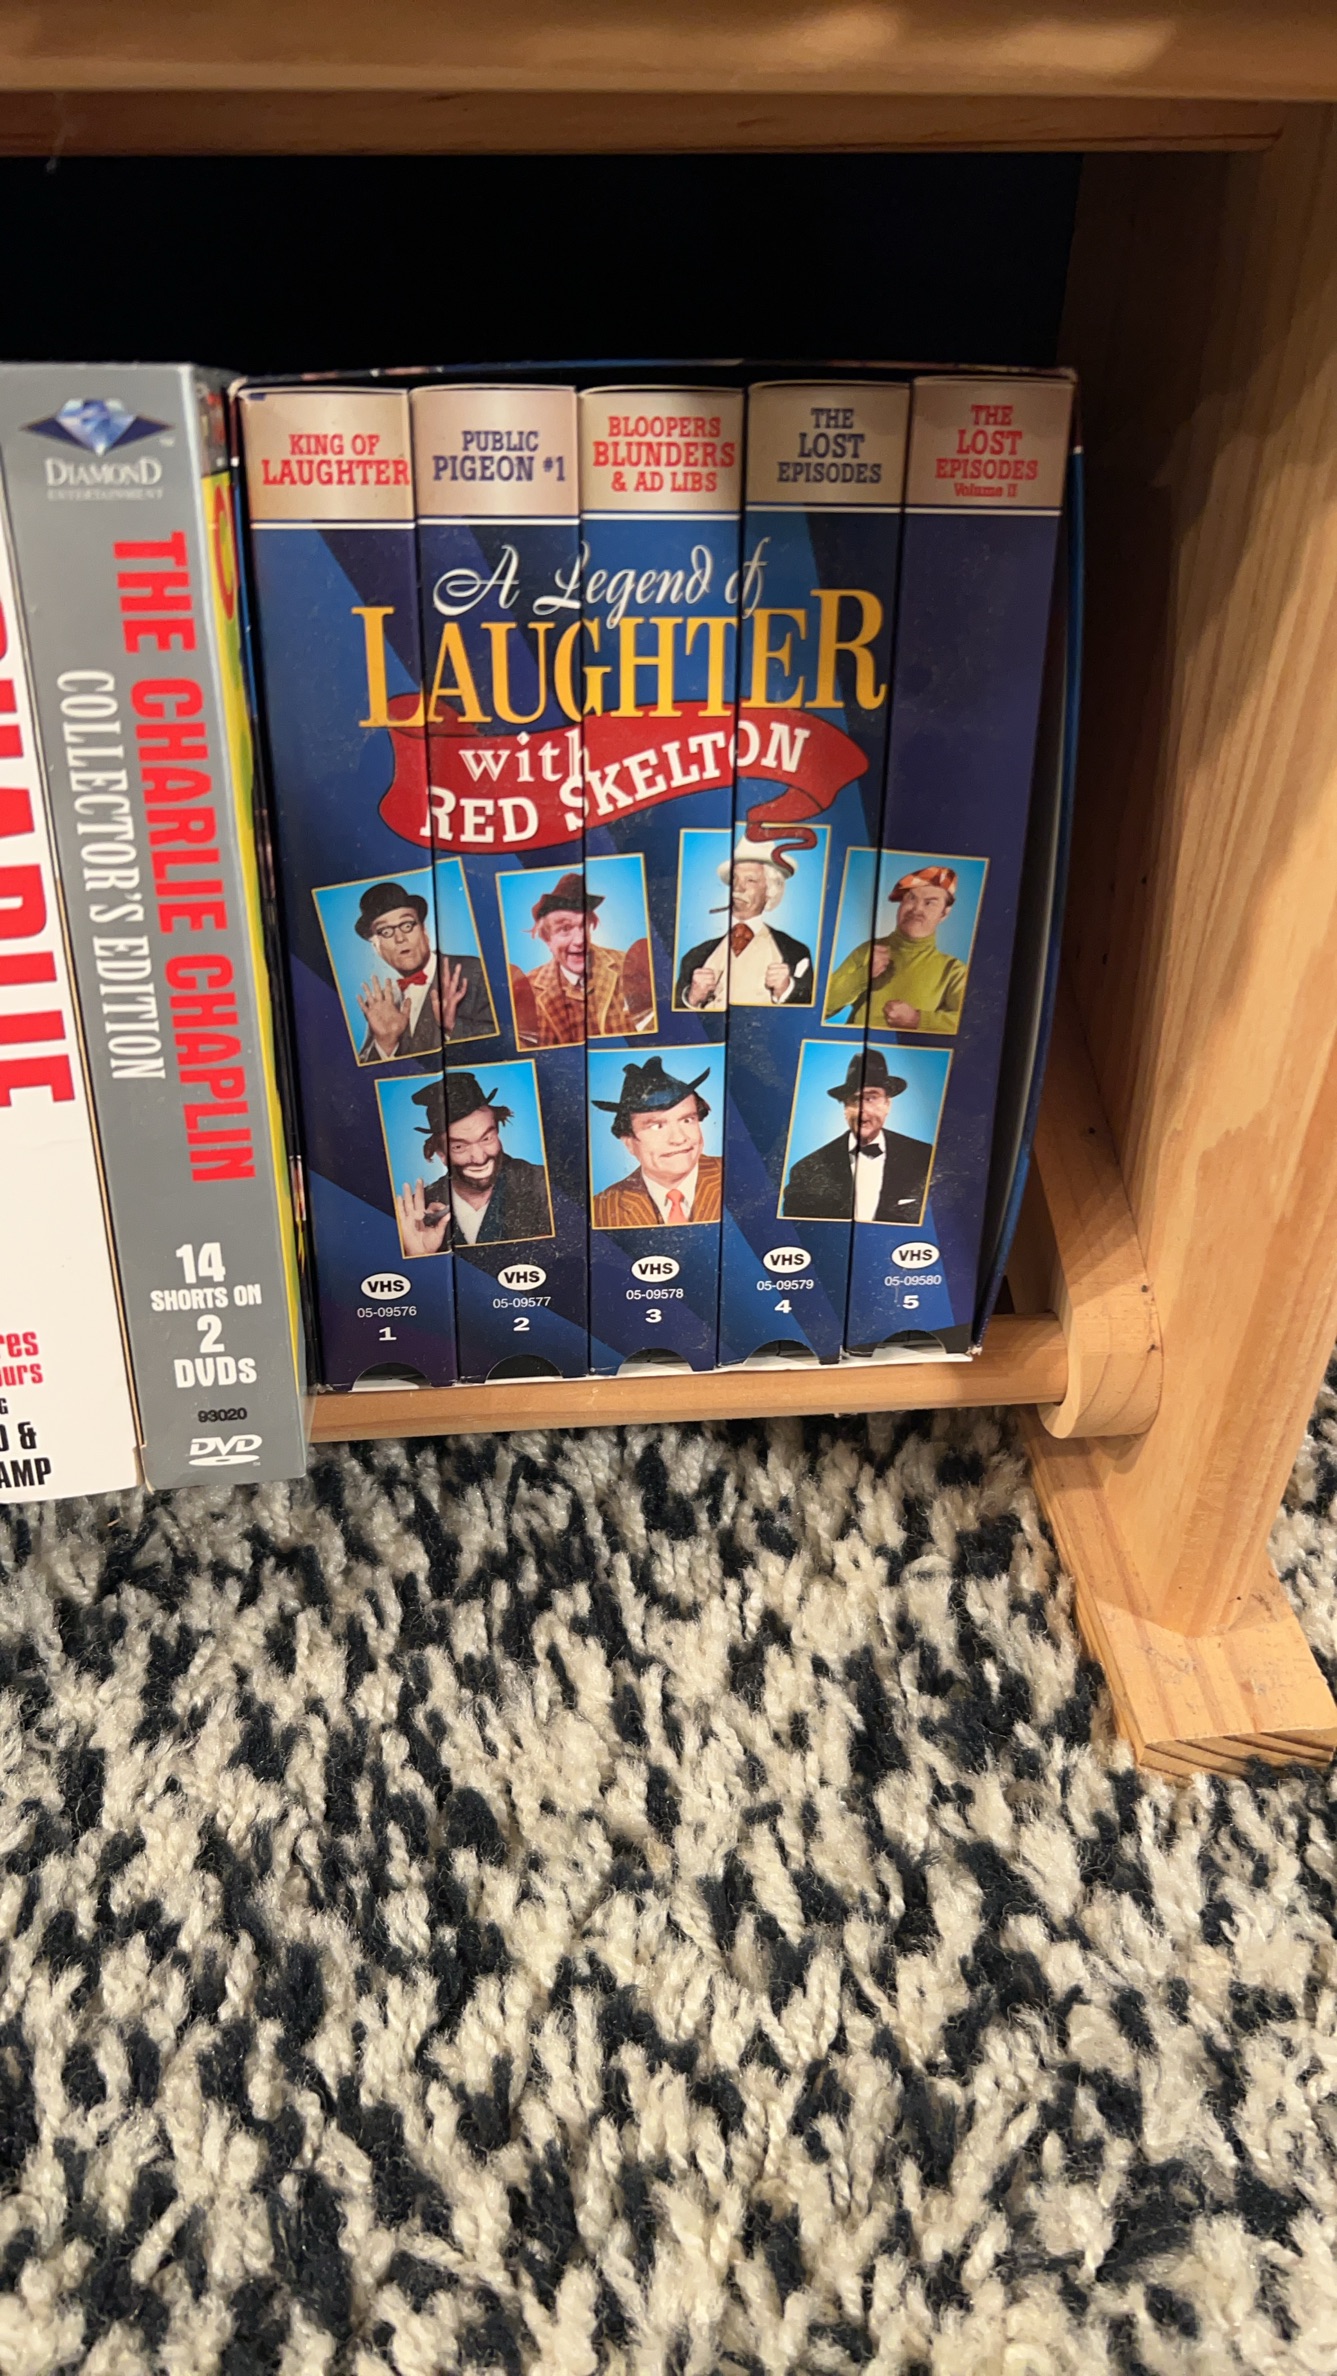 DIAMOND
ENTERTAINMENT
THE CHARLIE CHAPLIN
COLLECTOR'S EDITION
14
SHORTS ON
2
DVDs
93020
DVD
KING OF
LAUGHTER
PUBLIC
PIGEON #1
BLOOPERS
BLUNDERS
& AD LIBS
THE
LOST
EPISODES
THE
LOST
EPISODES
Volume II
A Legend of
LAUGHTER
with
RED SKELTON
VHS
05-09576
1
VHS
05-09577
2
VHS
05-09578
3
VHS
05-09579
4
VHS
05-09580
5